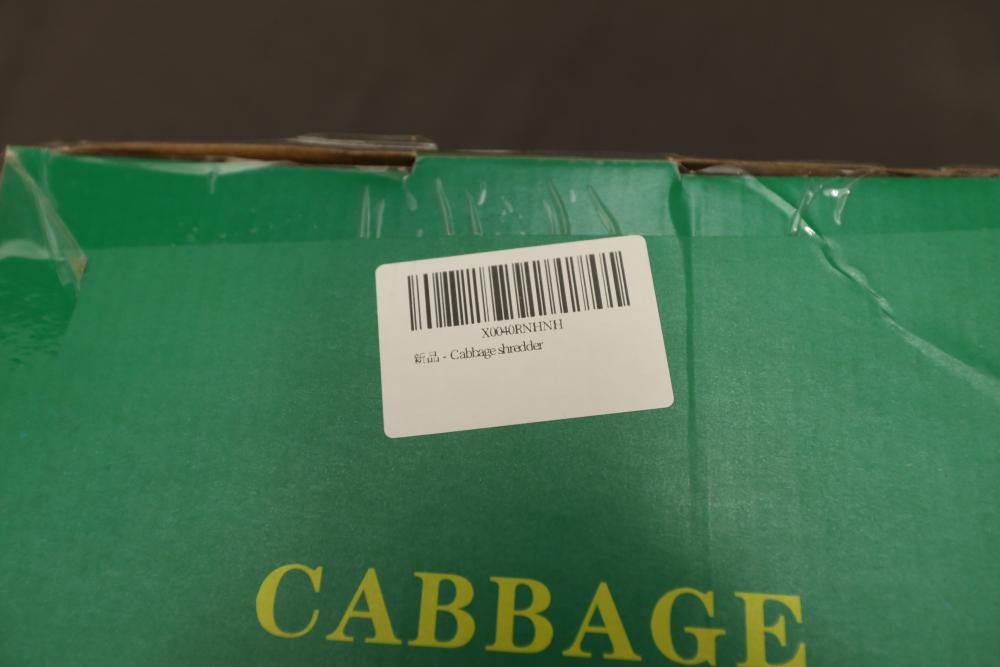 X0040RNHNH
新品 - Cabbage shredder
CABBAGE